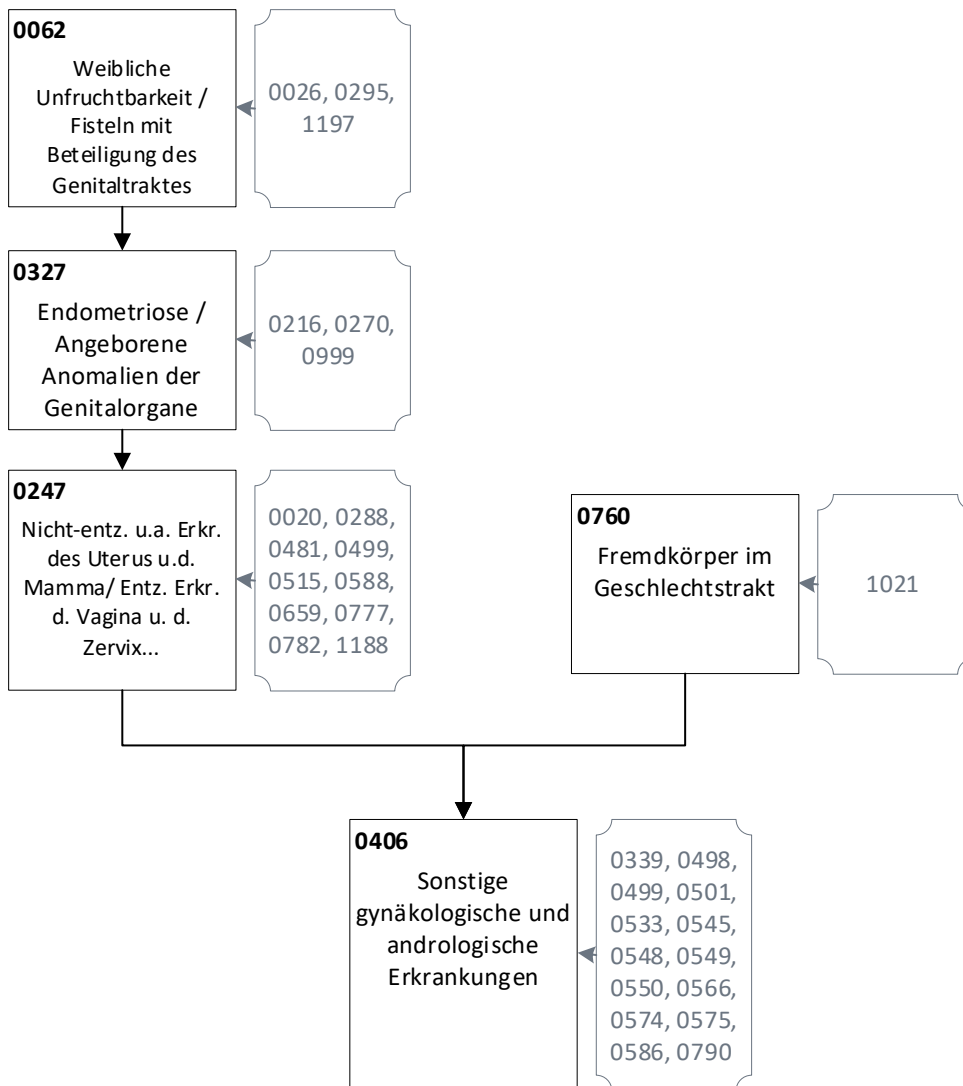 0062
Weibliche
Unfruchtbarkeit /
Fisteln mit
Beteiligung des
Genitaltraktes
0026, 0295,
1197
0327
Endometriose /
Angeborene
Anomalien der
Genitalorgane
0216, 0270,
0999
0247
Nicht-entz. u.a. Erkr.
des Uterus u.d.
Mamma/ Entz. Erkr.
d. Vagina u. d.
Zervix...
0020, 0288,
0481, 0499,
0515, 0588,
0659, 0777,
0782, 1188
0760
Fremdkörper im
Geschlechtstrakt
1021
0406
Sonstige
gynäkologische und
andrologische
Erkrankungen
0339, 0498,
0499, 0501,
0533, 0545,
0548, 0549,
0550, 0566,
0574, 0575,
0586, 0790